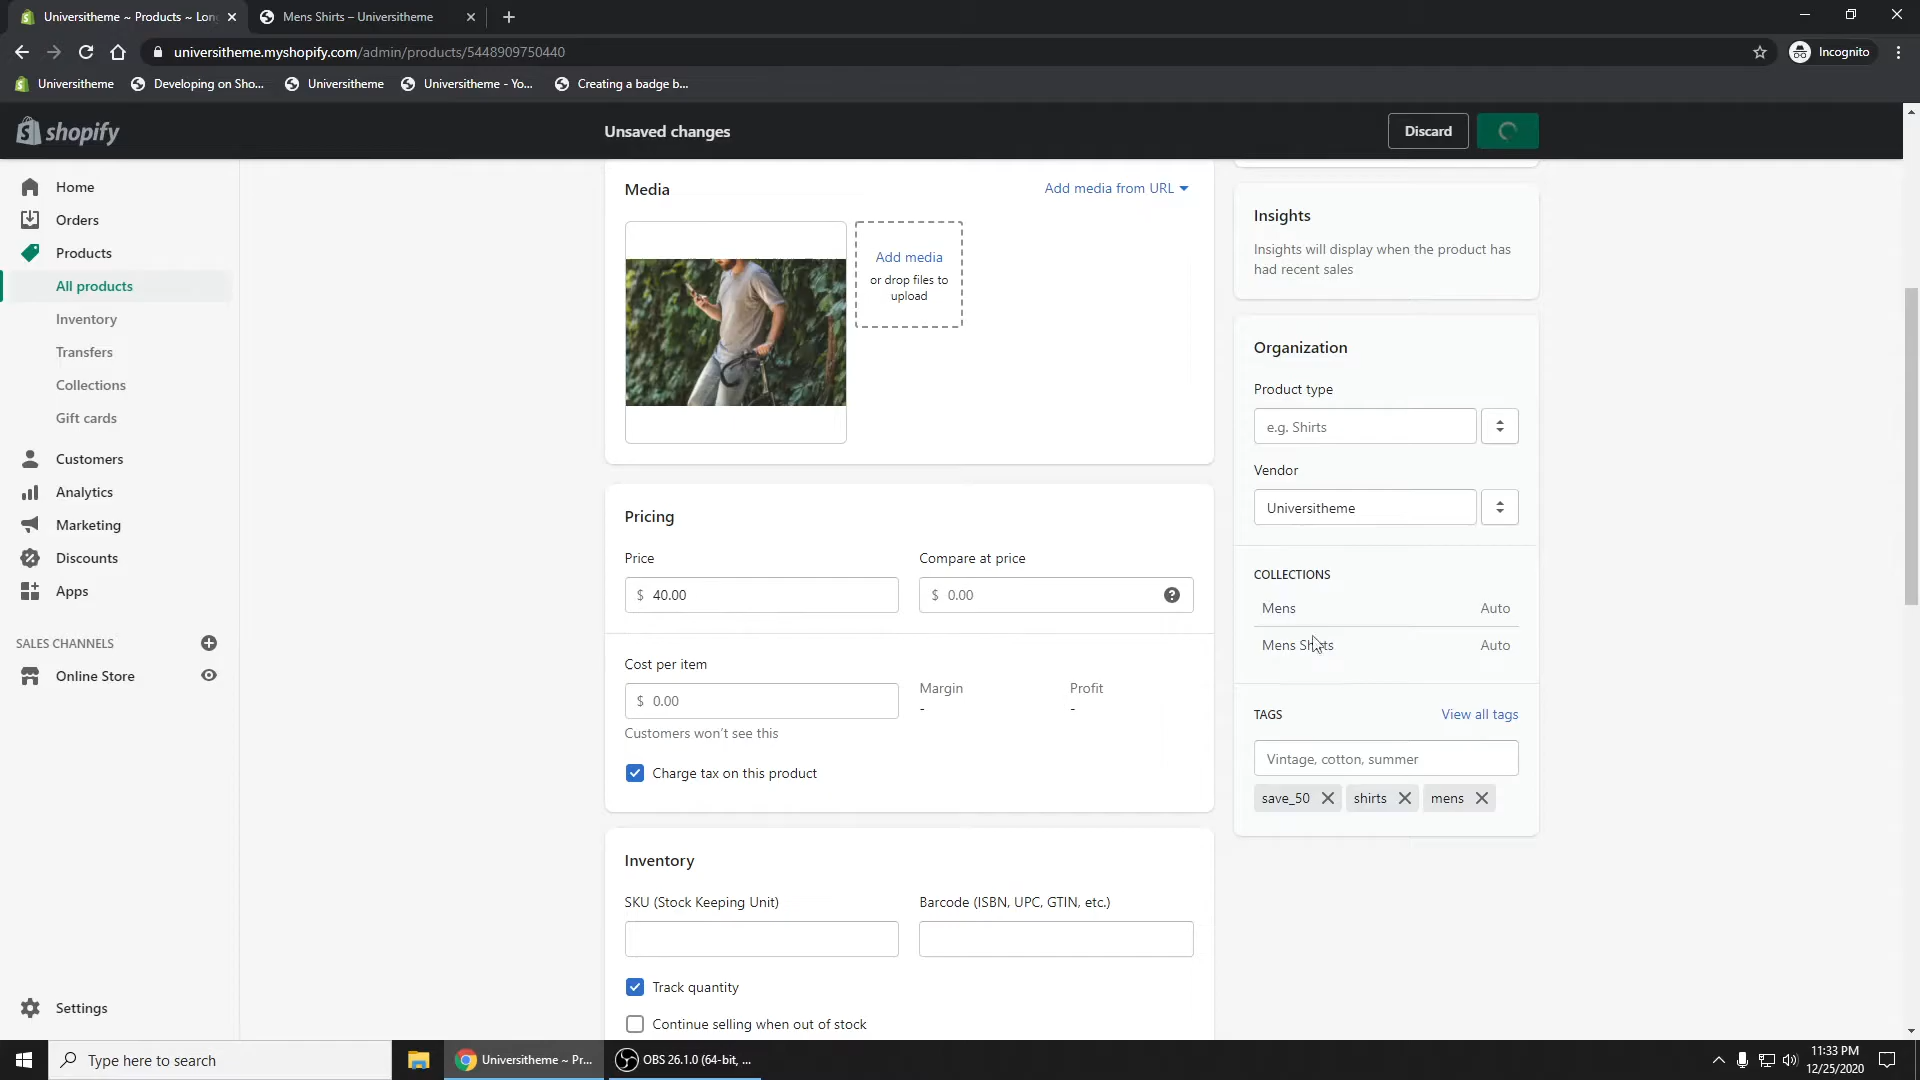 Universitheme ~ Products ~ Lon
Mens Shirts – Universitheme
universitheme.myshopify.com/admin/products/5448909750440
Incognito
Universitheme
Developing on Sho...
Universitheme
Universitheme - Yo...
Creating a badge b...
shopify
Unsaved changes
Discard
Home
Orders
Products
All products
Inventory
Transfers
Collections
Gift cards
Customers
Analytics
Marketing
Discounts
Apps
SALES CHANNELS
Online Store
Settings
Media
Add media from URL
Add media
or drop files to
upload
Pricing
Price
Compare at price
$ 40.00
$ 0.00
Cost per item
$ 0.00
Margin
-
Profit
-
Customers won't see this
Charge tax on this product
Inventory
SKU (Stock Keeping Unit)
Barcode (ISBN, UPC, GTIN, etc.)
Track quantity
Continue selling when out of stock
Insights
Insights will display when the product has
had recent sales
Organization
Product type
e.g. Shirts
Vendor
Universitheme
COLLECTIONS
Mens
Auto
Mens Shirts
Auto
TAGS
View all tags
Vintage, cotton, summer
save_50
shirts
mens
Type here to search
Universitheme ~ Pr...
OBS 26.1.0 (64-bit, ...
11:33 PM
12/25/2020